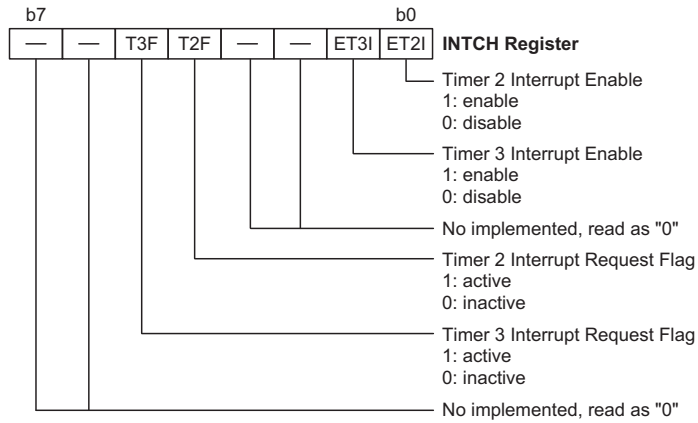 b7 b0
— — T3F T2F — — ET3I ET2I INTCH Register
Timer 2 Interrupt Enable
1: enable
0: disable
Timer 3 Interrupt Enable
1: enable
0: disable
No implemented, read as "0"
Timer 2 Interrupt Request Flag
1: active
0: inactive
Timer 3 Interrupt Request Flag
1: active
0: inactive
No implemented, read as "0"